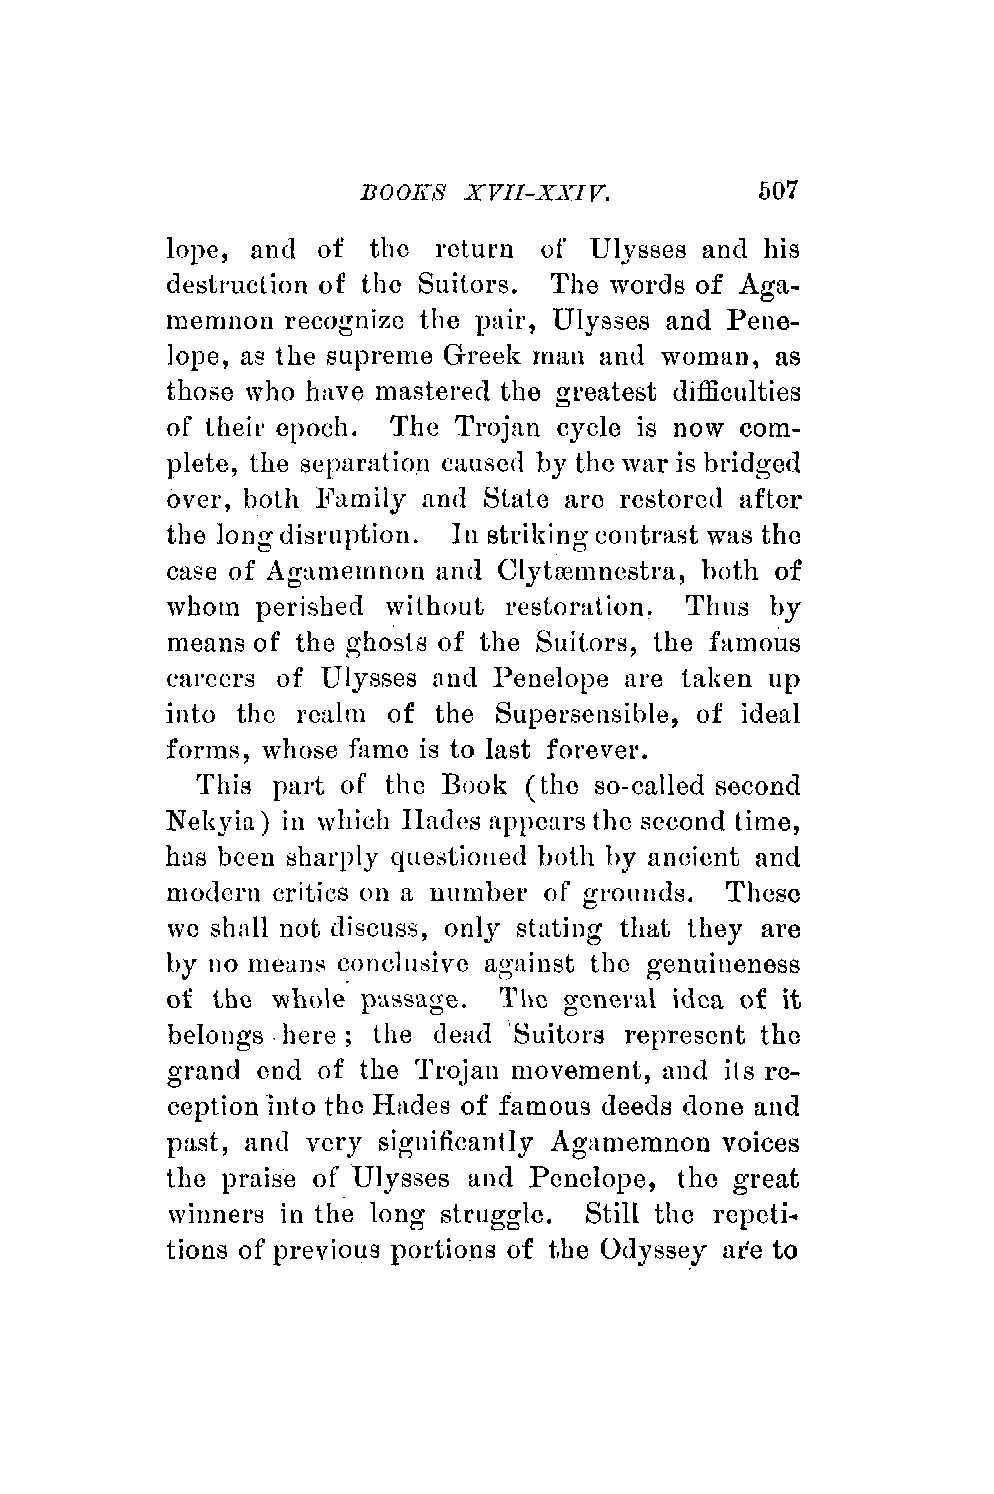 BOOKS XVII-XXIV. 507
lope, and of the return of Ulysses and his
destruction of the Suitors. The words of Aga-
memnon recognize the pair, Ulysses and Pene-
lope, as the supreme Greek man and woman, as
those who have mastered the greatest difficulties
of their epoch. The Trojan cycle is now com-
plete, the separation caused by the war is bridged
over, both Family and State are restored after
the long disruption. In striking contrast was the
case of Agamemnon and Clytæmnestra, both of
whom perished without restoration. Thus by
means of the ghosts of the Suitors, the famous
careers of Ulysses and Penelope are taken up
into the realm of the Supersensible, of ideal
forms, whose fame is to last forever.
This part of the Book (the so-called second
Nekyia) in which Hades appears the second time,
has been sharply questioned both by ancient and
modern critics on a number of grounds. These
we shall not discuss, only stating that they are
by no means conclusive against the genuineness
of the whole passage. The general idea of it
belongs here; the dead Suitors represent the
grand end of the Trojan movement, and its re-
ception into the Hades of famous deeds done and
past, and very significantly Agamemnon voices
the praise of Ulysses and Penelope, the great
winners in the long struggle. Still the repeti-
tions of previous portions of the Odyssey are to